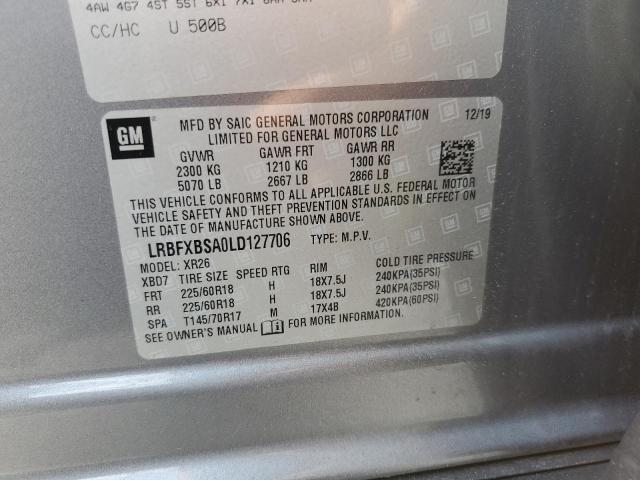 4AW 4G7 4ST 5ST 6X1 7X1
CC/HC U 500B
GM
MFD BY SAIC GENERAL MOTORS CORPORATION 12/19
LIMITED FOR GENERAL MOTORS LLC
GVWR GAWR FRT GAWR RR
2300 KG 1210 KG 1300 KG
5070 LB 2667 LB 2866 LB
THIS VEHICLE CONFORMS TO ALL APPLICABLE U.S. FEDERAL MOTOR
VEHICLE SAFETY AND THEFT PREVENTION STANDARDS IN EFFECT ON
THE DATE OF MANUFACTURE SHOWN ABOVE.
LRBFXBSA0LD127706 TYPE: M.P.V.
MODEL: XR26
XBD7 TIRE SIZE SPEED RTG RIM COLD TIRE PRESSURE
FRT 225/60R18 H 18X7.5J 240KPA(35PSI)
RR 225/60R18 H 18X7.5J 240KPA(35PSI)
SPA T145/70R17 M 17X4B 420KPA(60PSI)
SEE OWNER'S MANUAL FOR MORE INFORMATION.